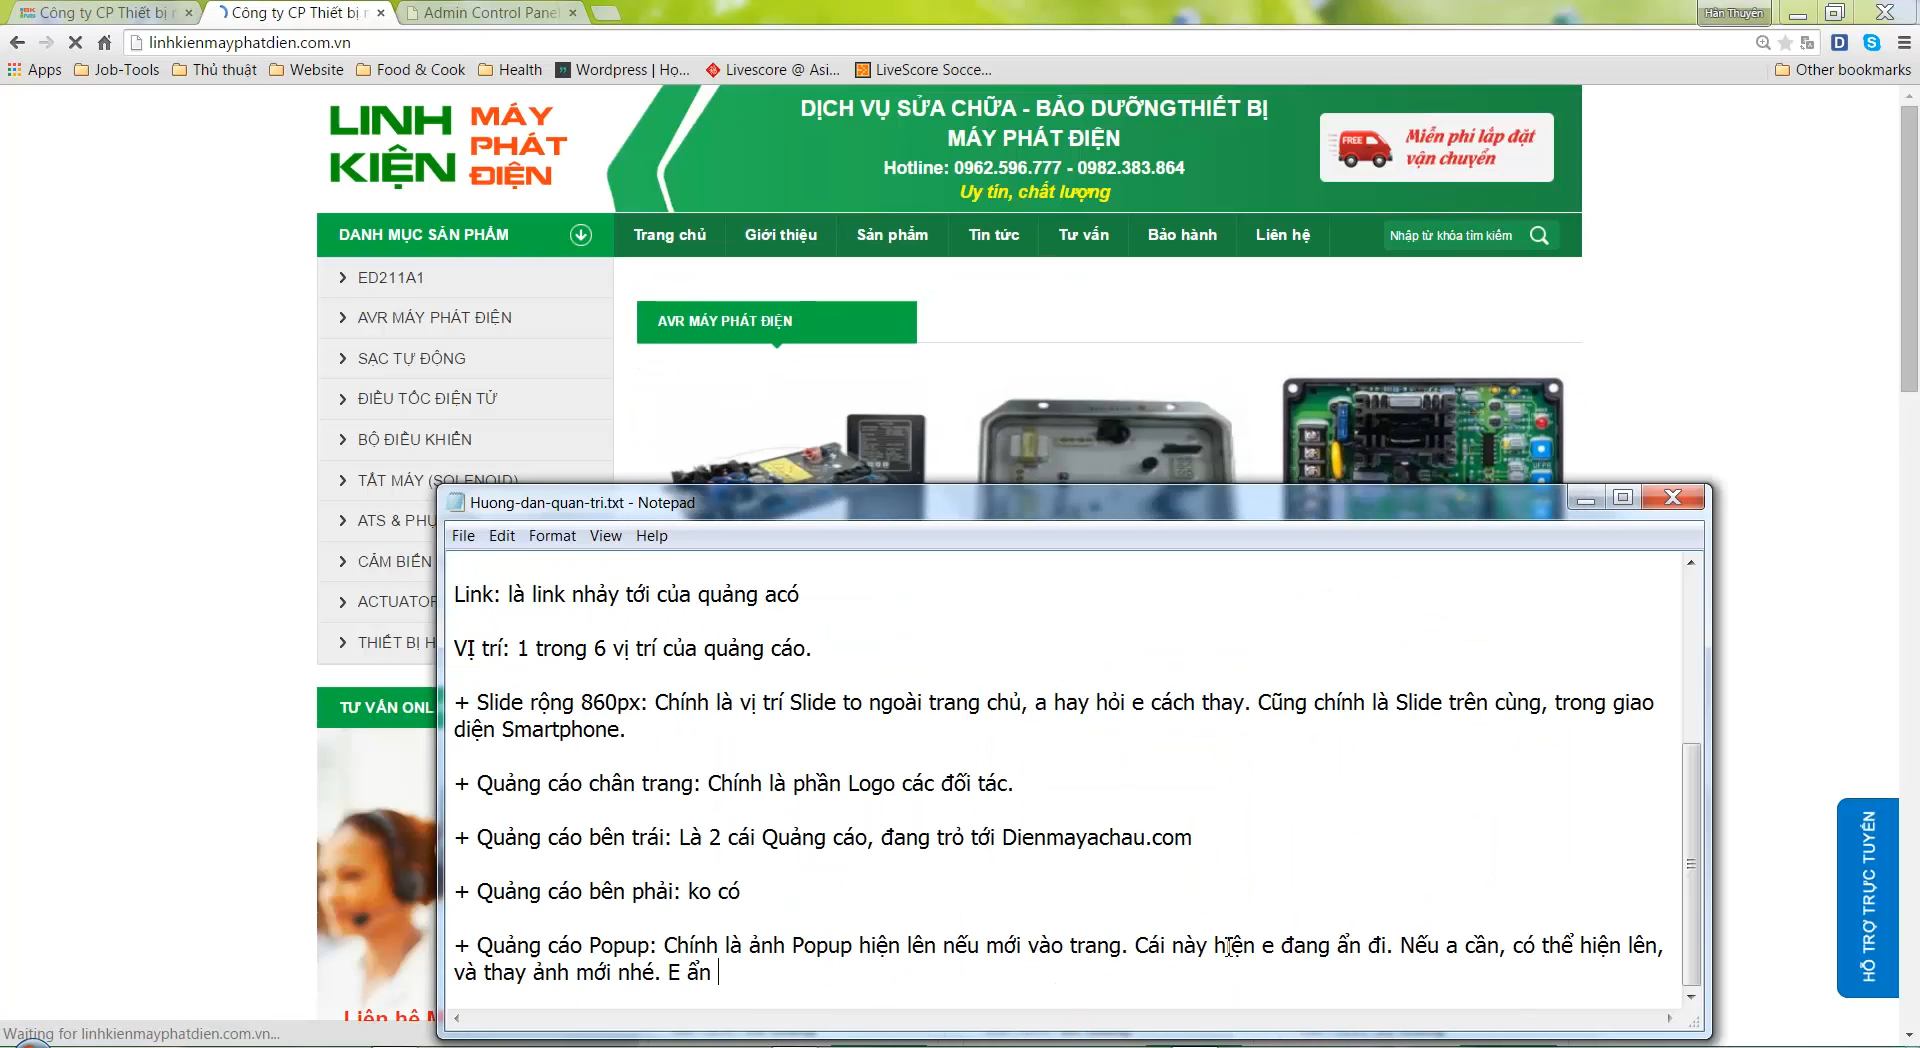 Công ty CP Thiết bị
Công ty CP Thiết bị
Admin Control Panel
Hàn Thuyên
linhkienmayphatdien.com.vn
Apps
Job-Tools
Thủ thuật
Website
Food & Cook
Health
Wordpress | Họ...
Livescore @ Asi...
LiveScore Socce...
Other bookmarks
LINH KIỆN
MÁY PHÁT ĐIỆN
DỊCH VỤ SỬA CHỮA - BẢO DƯỠNGTHIẾT BỊ
MÁY PHÁT ĐIỆN
Hotline: 0962.596.777 - 0982.383.864
Uy tín, chất lượng
FREE
Miễn phí lắp đặt
vận chuyển
DANH MỤC SẢN PHẨM
Trang chủ
Giới thiệu
Sản phẩm
Tin tức
Tư vấn
Bảo hành
Liên hệ
Nhập từ khóa tìm kiếm
ED211A1
AVR MÁY PHÁT ĐIỆN
SẠC TỰ ĐỘNG
ĐIỀU TỐC ĐIỆN TỬ
BỘ ĐIỀU KHIỂN
TẮT MÁY (SOLENOID)
ATS & PHỤ
CẢM BIẾN
ACTUATOR
THIẾT BỊ H
TƯ VẤN ONL
Liên hệ M
AVR MÁY PHÁT ĐIỆN
Huong-dan-quan-tri.txt - Notepad
File Edit Format View Help
Link: là link nhảy tới của quảng acó
VỊ trí: 1 trong 6 vị trí của quảng cáo.
+ Slide rộng 860px: Chính là vị trí Slide to ngoài trang chủ, a hay hỏi e cách thay. Cũng chính là Slide trên cùng, trong giao
diện Smartphone.
+ Quảng cáo chân trang: Chính là phần Logo các đối tác.
+ Quảng cáo bên trái: Là 2 cái Quảng cáo, đang trỏ tới Dienmayachau.com
+ Quảng cáo bên phải: ko có
+ Quảng cáo Popup: Chính là ảnh Popup hiện lên nếu mới vào trang. Cái này hiện e đang ẩn đi. Nếu a cần, có thể hiện lên,
và thay ảnh mới nhé. E ẩn
HỖ TRỢ TRỰC TUYẾN
Waiting for linhkienmayphatdien.com.vn...